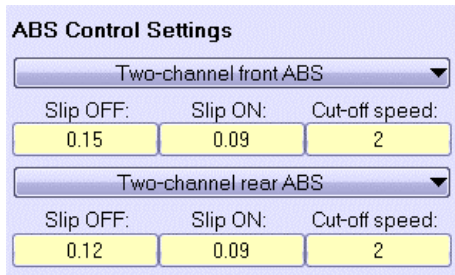 ABS Control Settings
Two-channel front ABS
Slip OFF: Slip ON: Cut-off speed:
0.15 0.09 2
Two-channel rear ABS
Slip OFF: Slip ON: Cut-off speed:
0.12 0.09 2